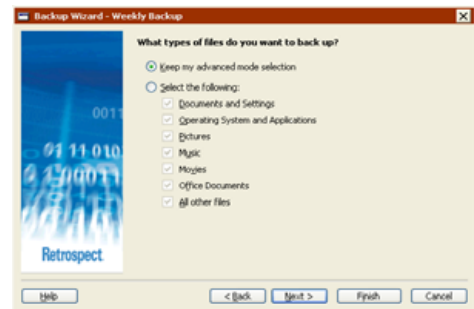 Backup Wizard - Weekly Backup
What types of files do you want to back up?
Keep my advanced mode selection
Select the following:
Documents and Settings
Operating System and Applications
Pictures
Music
Movies
Office Documents
All other files
0011
01 11 010
Retrospect
Help
< Back
Next >
Finish
Cancel